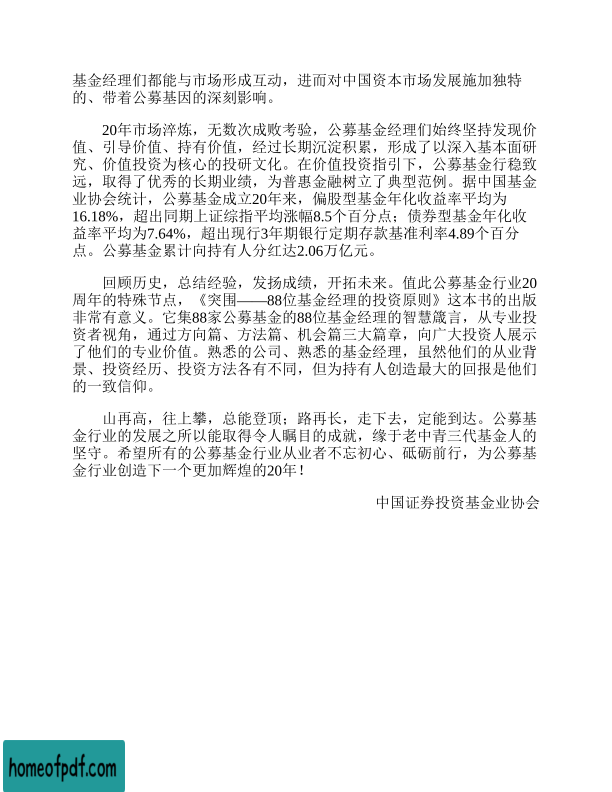 基金经理们都能与市场形成互动，进而对中国资本市场发展施加独特
的、带着公募基因的深刻影响。
20年市场淬炼，无数次成败考验，公募基金经理们始终坚持发现价
值、引导价值、持有价值，经过长期沉淀积累，形成了以深入基本面研
究、价值投资为核心的投研文化。在价值投资指引下，公募基金行稳致
远，取得了优秀的长期业绩，为普惠金融树立了典型范例。据中国基金
业协会统计，公募基金成立20年来，偏股型基金年化收益率平均为
16.18%，超出同期上证综指平均涨幅8.5个百分点；债券型基金年化收
益率平均为7.64%，超出现行3年期银行定期存款基准利率4.89个百分
点。公募基金累计向持有人分红达2.06万亿元。
回顾历史，总结经验，发扬成绩，开拓未来。值此公募基金行业20
周年的特殊节点，《突围——88位基金经理的投资原则》这本书的出版
非常有意义。它集88家公募基金的88位基金经理的智慧箴言，从专业投
资者视角，通过方向篇、方法篇、机会篇三大篇章，向广大投资人展示
了他们的专业价值。熟悉的公司、熟悉的基金经理，虽然他们的从业背
景、投资经历、投资方法各有不同，但为持有人创造最大的回报是他们
的一致信仰。
山再高，往上攀，总能登顶；路再长，走下去，定能到达。公募基
金行业的发展之所以能取得令人瞩目的成就，缘于老中青三代基金人的
坚守。希望所有的公募基金行业从业者不忘初心、砥砺前行，为公募基
金行业创造下一个更加辉煌的20年！
中国证券投资基金业协会
homeofpdf.com